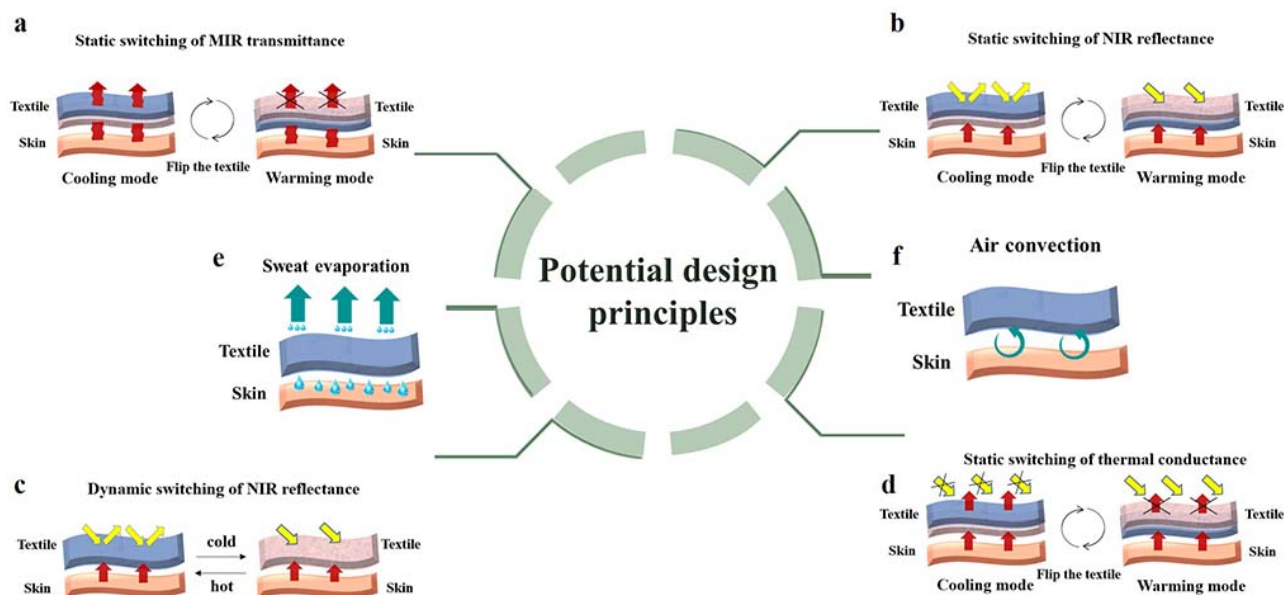 a
Static switching of MIR transmittance
Textile
Textile
Skin
Skin
Flip the textile
Cooling mode
Warming mode
b
Static switching of NIR reflectance
Textile
Textile
Skin
Skin
Flip the textile
Cooling mode
Warming mode
e
Sweat evaporation
Textile
Skin
Potential design
principles
f
Air convection
Textile
Skin
c
Dynamic switching of NIR reflectance
Textile
cold
Textile
Skin
hot
Skin
d
Static switching of thermal conductance
Textile
Textile
Skin
Skin
Cooling mode
Flip the textile
Warming mode